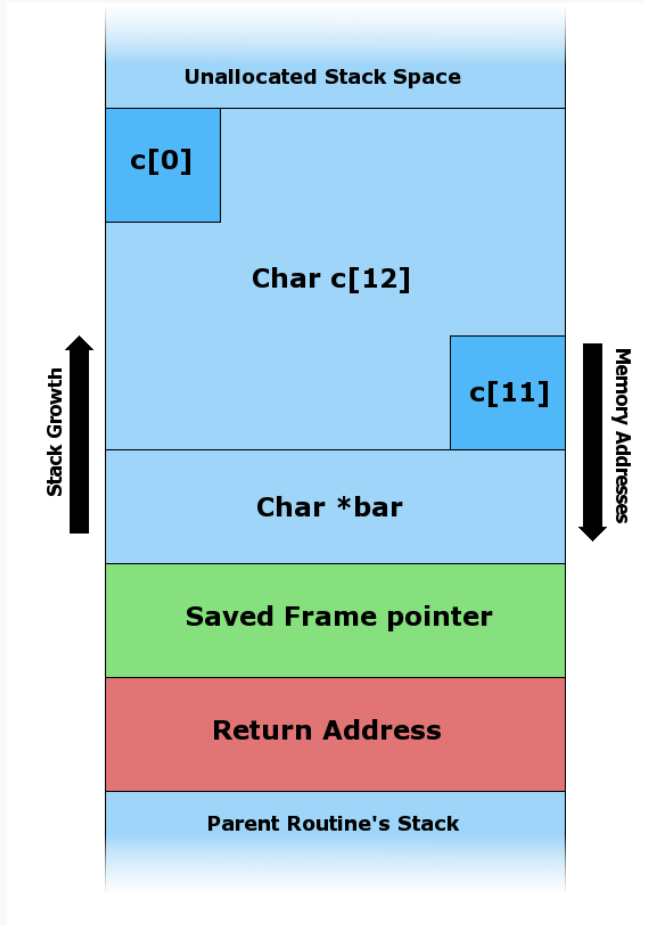 Unallocated Stack Space
c[0]
Char c[12]
Stack Growth
Memory Addresses
c[11]
Char *bar
Saved Frame pointer
Return Address
Parent Routine's Stack